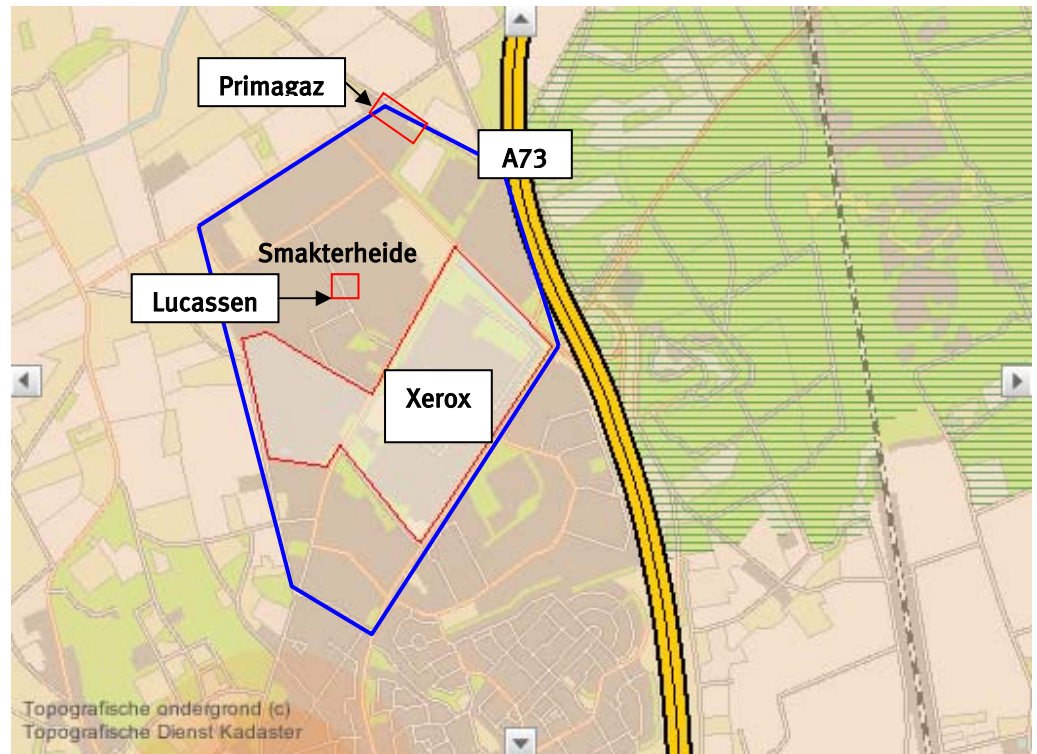 Primagaz
A73
Smakterheide
Lucassen
Xerox
Topografische ondergrond (c)
Topografische Dienst Kadaster